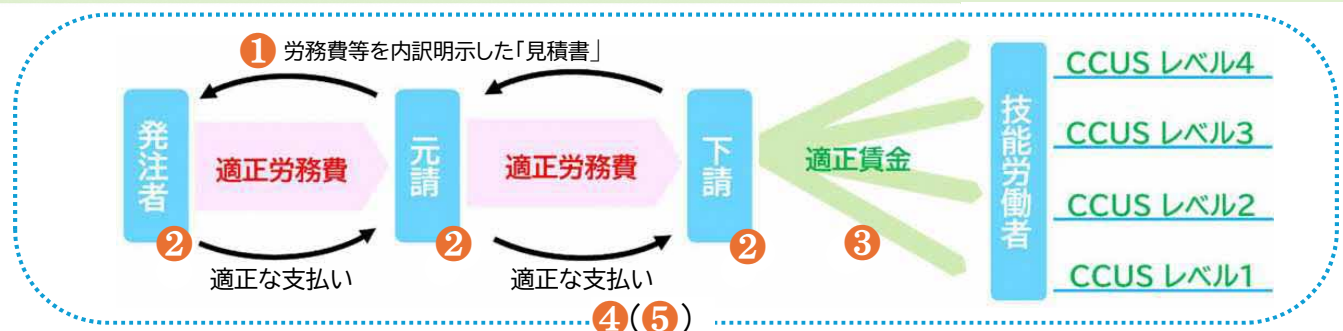 ❶ 労務費等を内訳明示した「見積書」
発注者
適正労務費
元請
適正労務費
下請
適正賃金
技能労働者
CCUS レベル4
CCUS レベル3
CCUS レベル2
CCUS レベル1
❷
❷
❷
❸
適正な支払い
適正な支払い
❹(❺)